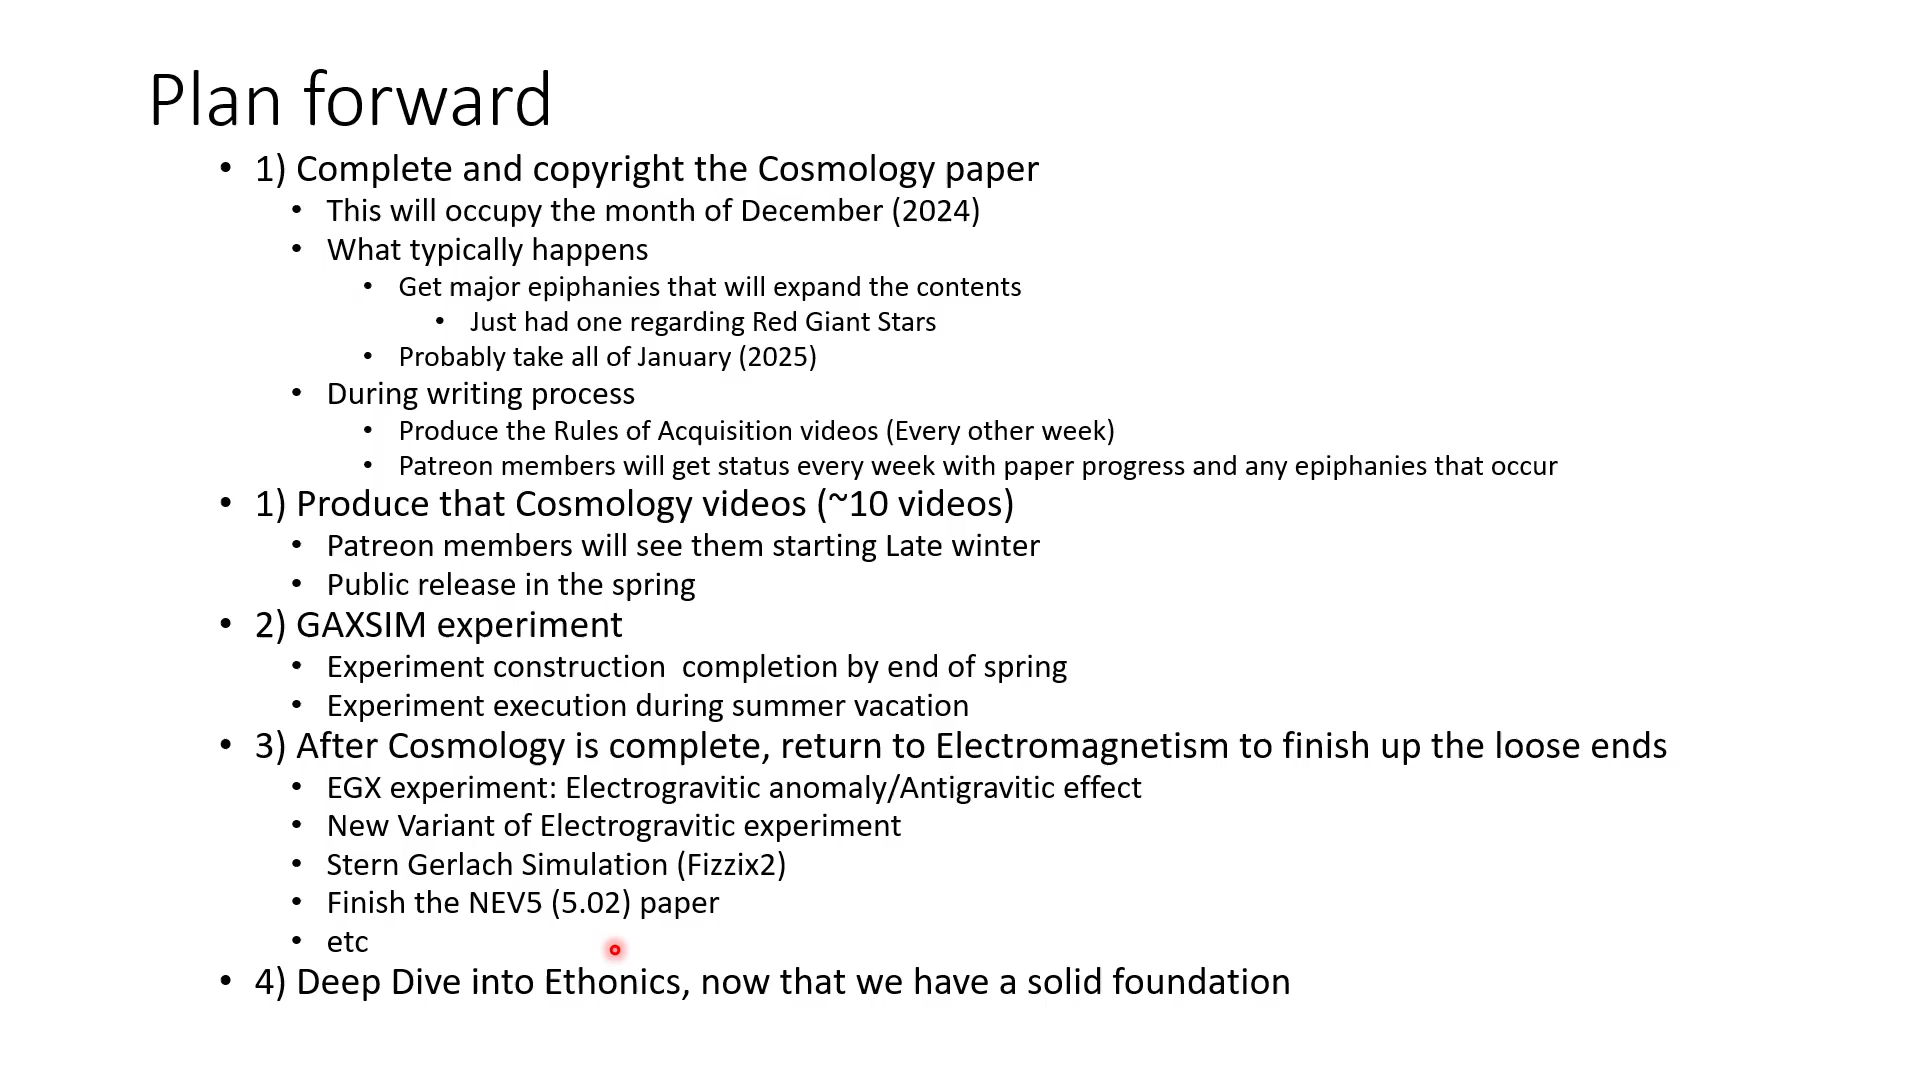 Plan forward
• 1) Complete and copyright the Cosmology paper
• This will occupy the month of December (2024)
• What typically happens
• Get major epiphanies that will expand the contents
• Just had one regarding Red Giant Stars
• Probably take all of January (2025)
• During writing process
• Produce the Rules of Acquisition videos (Every other week)
• Patreon members will get status every week with paper progress and any epiphanies that occur
• 1) Produce that Cosmology videos (~10 videos)
• Patreon members will see them starting Late winter
• Public release in the spring
• 2) GAXSIM experiment
• Experiment construction  completion by end of spring
• Experiment execution during summer vacation
• 3) After Cosmology is complete, return to Electromagnetism to finish up the loose ends
• EGX experiment: Electrogravitic anomaly/Antigravitic effect
• New Variant of Electrogravitic experiment
• Stern Gerlach Simulation (Fizzix2)
• Finish the NEV5 (5.02) paper
• etc
• 4) Deep Dive into Ethonics, now that we have a solid foundation